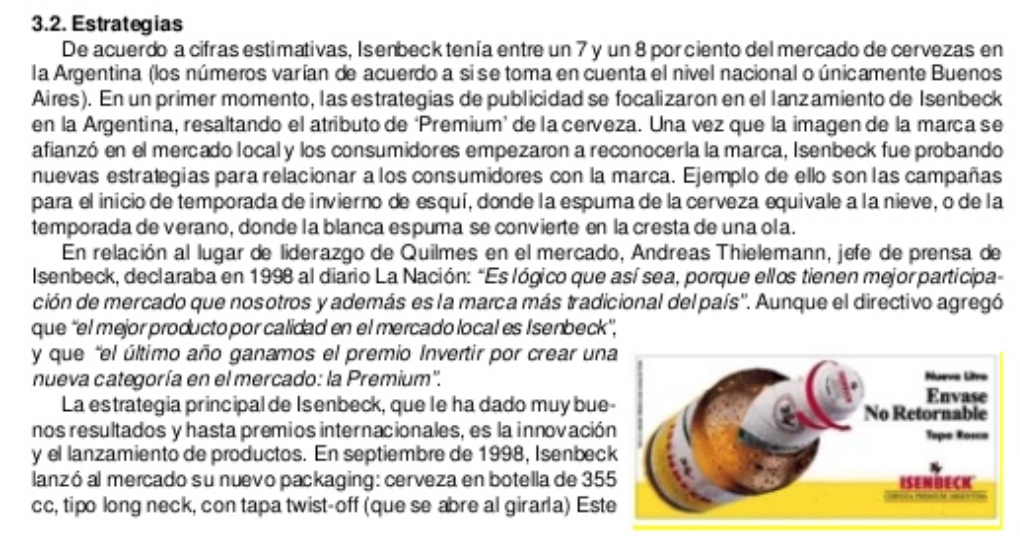 3.2. Estrategias
De acuerdo a cifras estimativas, Isenbeck tenía entre un 7 y un 8 por ciento del mercado de cervezas en
la Argentina (los números varían de acuerdo a si se toma en cuenta el nivel nacional o únicamente Buenos
Aires). En un primer momento, las estrategias de publicidad se focalizaron en el lanzamiento de Isenbeck
en la Argentina, resaltando el atributo de ‘Premium’ de la cerveza. Una vez que la imagen de la marca se
afianzó en el mercado local y los consumidores empezaron a reconocerla la marca, Isenbeck fue probando
nuevas estrategias para relacionar a los consumidores con la marca. Ejemplo de ello son las campañas
para el inicio de temporada de invierno de esquí, donde la espuma de la cerveza equivale a la nieve, o de la
temporada de verano, donde la blanca espuma se convierte en la cresta de una ola.
En relación al lugar de liderazgo de Quilmes en el mercado, Andreas Thielemann, jefe de prensa de
Isenbeck, declaraba en 1998 al diario La Nación: “Es lógico que así sea, porque ellos tienen mejor participa-
ción de mercado que nosotros y además es la marca más tradicional del país”. Aunque el directivo agregó
que “el mejor producto por calidad en el mercado local es Isenbeck”,
y que “el último año ganamos el premio Invertir por crear una
nueva categoría en el mercado: la Premium”.
La estrategia principal de Isenbeck, que le ha dado muy bue-
nos resultados y hasta premios internacionales, es la innovación
y el lanzamiento de productos. En septiembre de 1998, Isenbeck
lanzó al mercado su nuevo packaging: cerveza en botella de 355
cc, tipo long neck, con tapa twist-off (que se abre al girarla) Este
Nuevo Litro
Envase
No Retornable
Tapa Rosca
ISENBECK
CERVEZA PREMIUM ARGENTINA